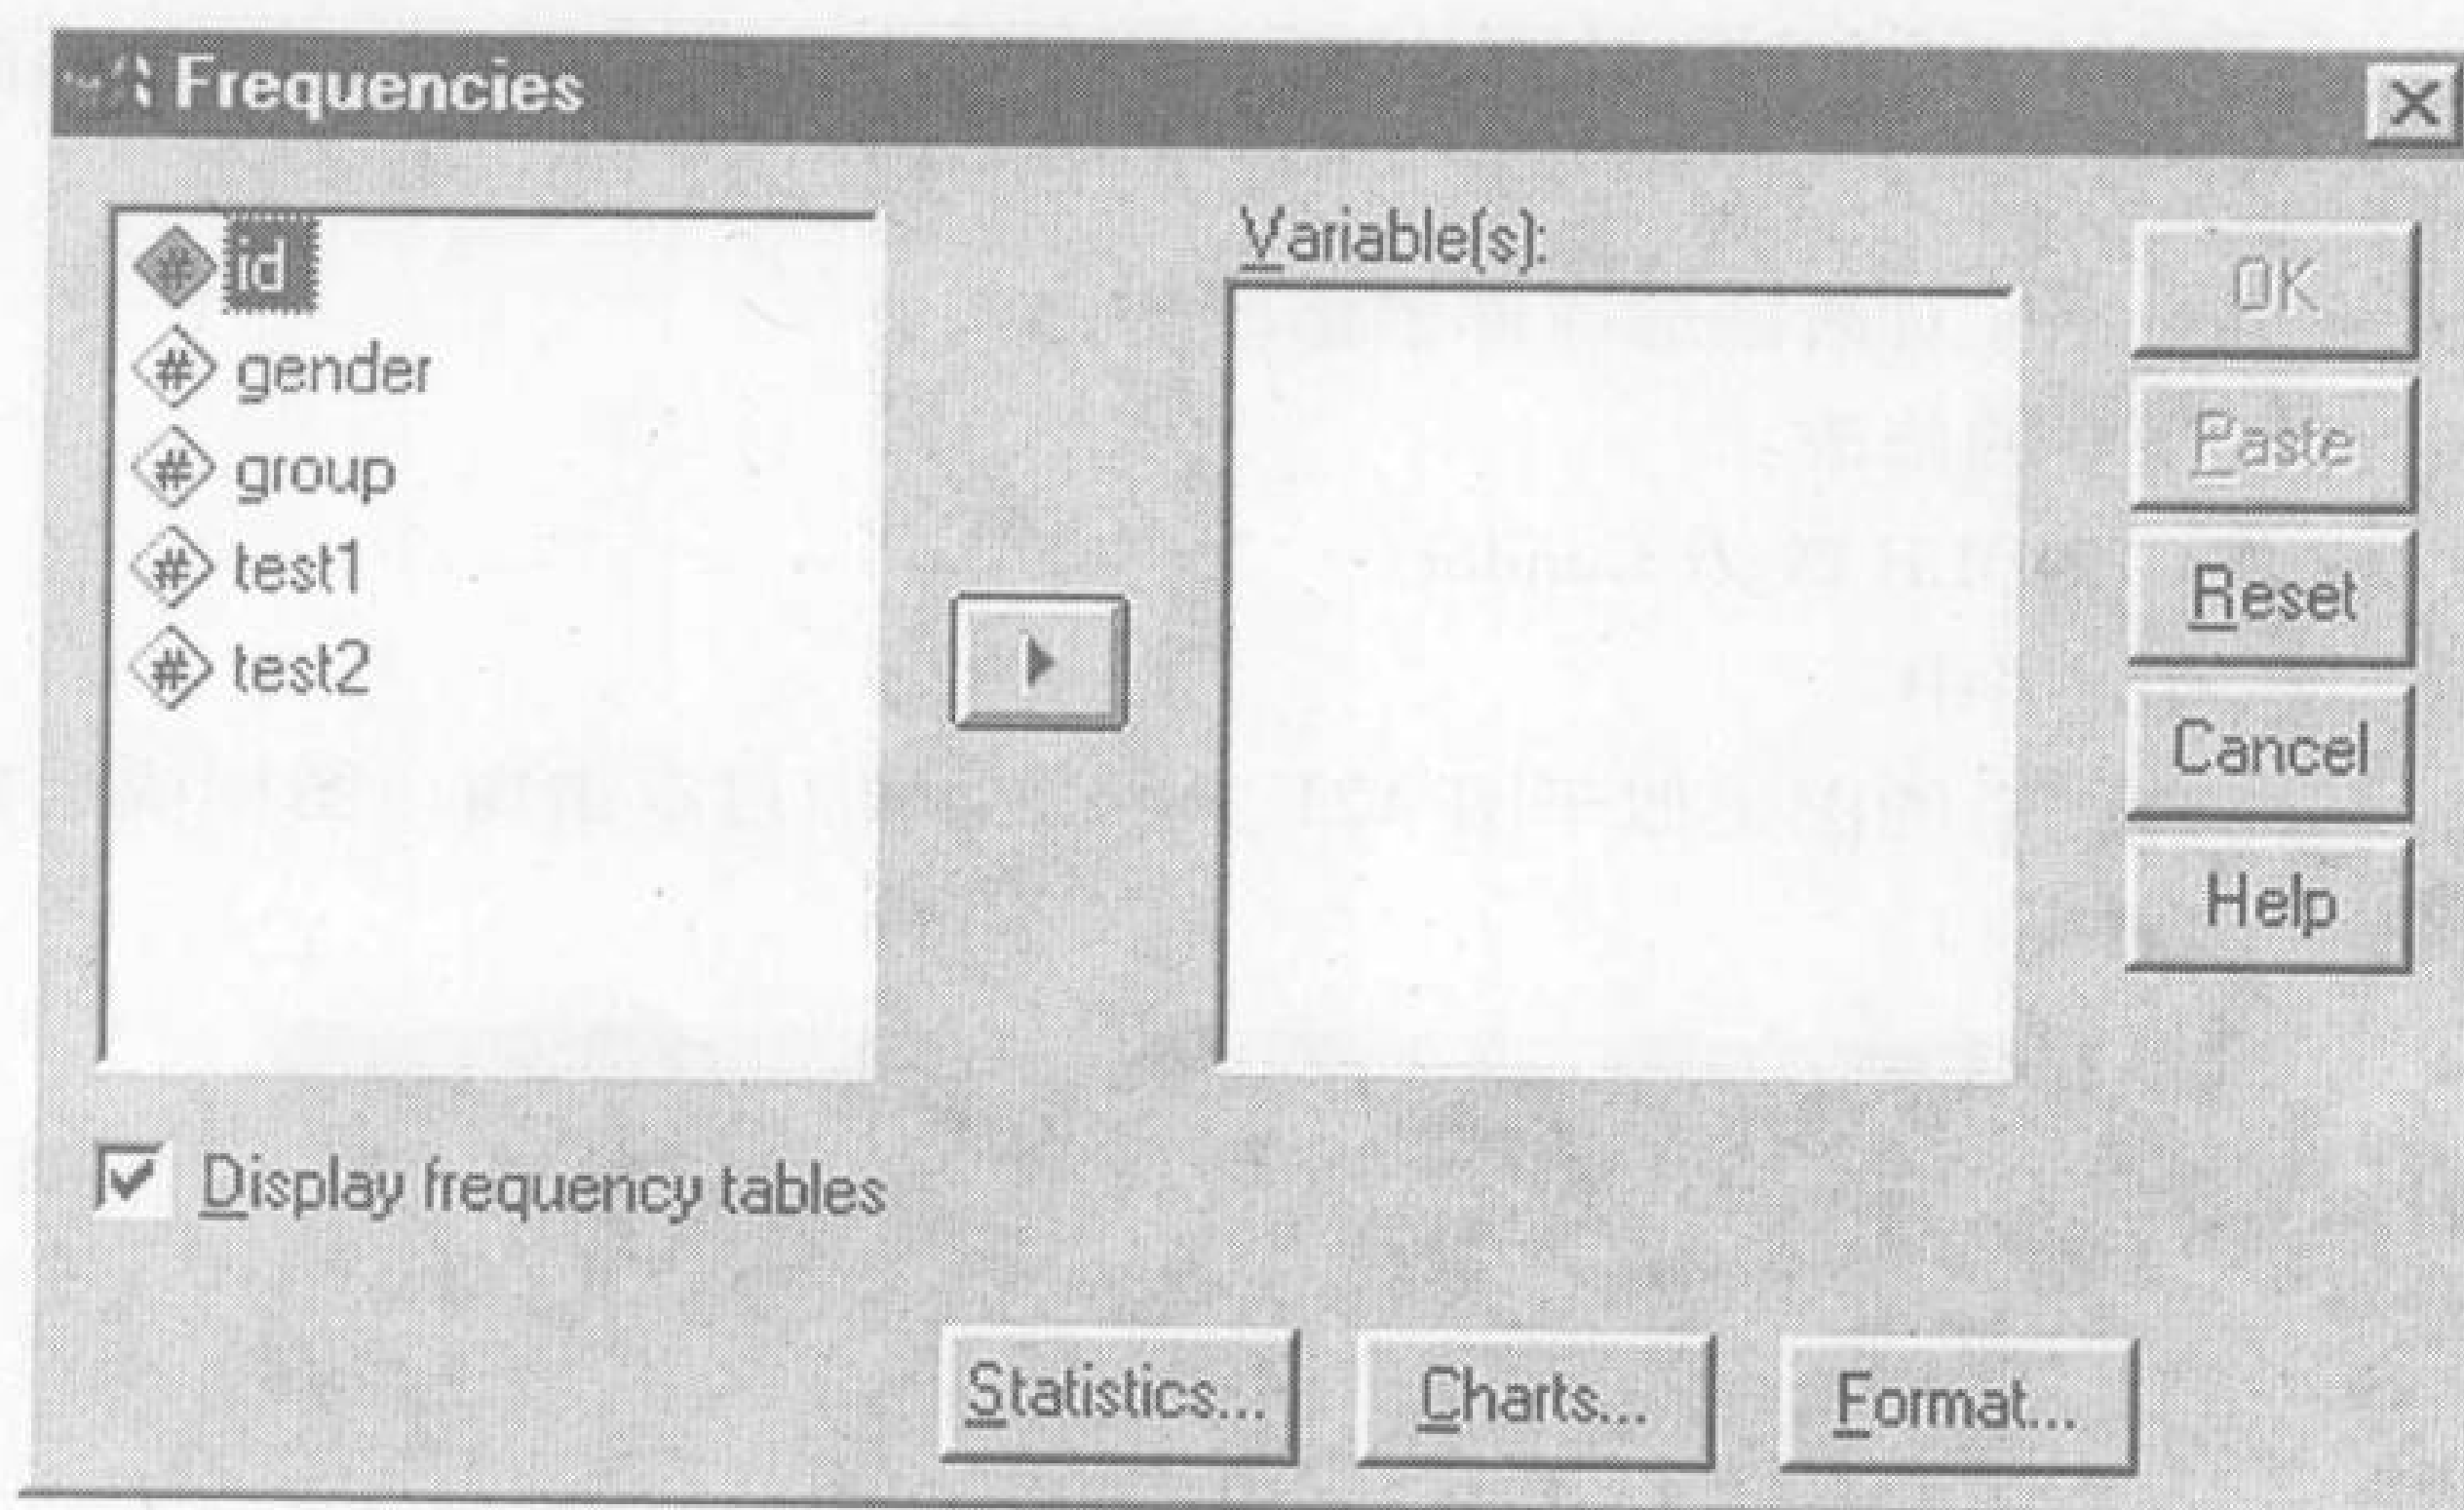 Frequencies
# id
# gender
# group
# test1
# test2
Variable(s):
OK
Paste
Reset
Cancel
Help
Display frequency tables
Statistics...
Charts...
Format...